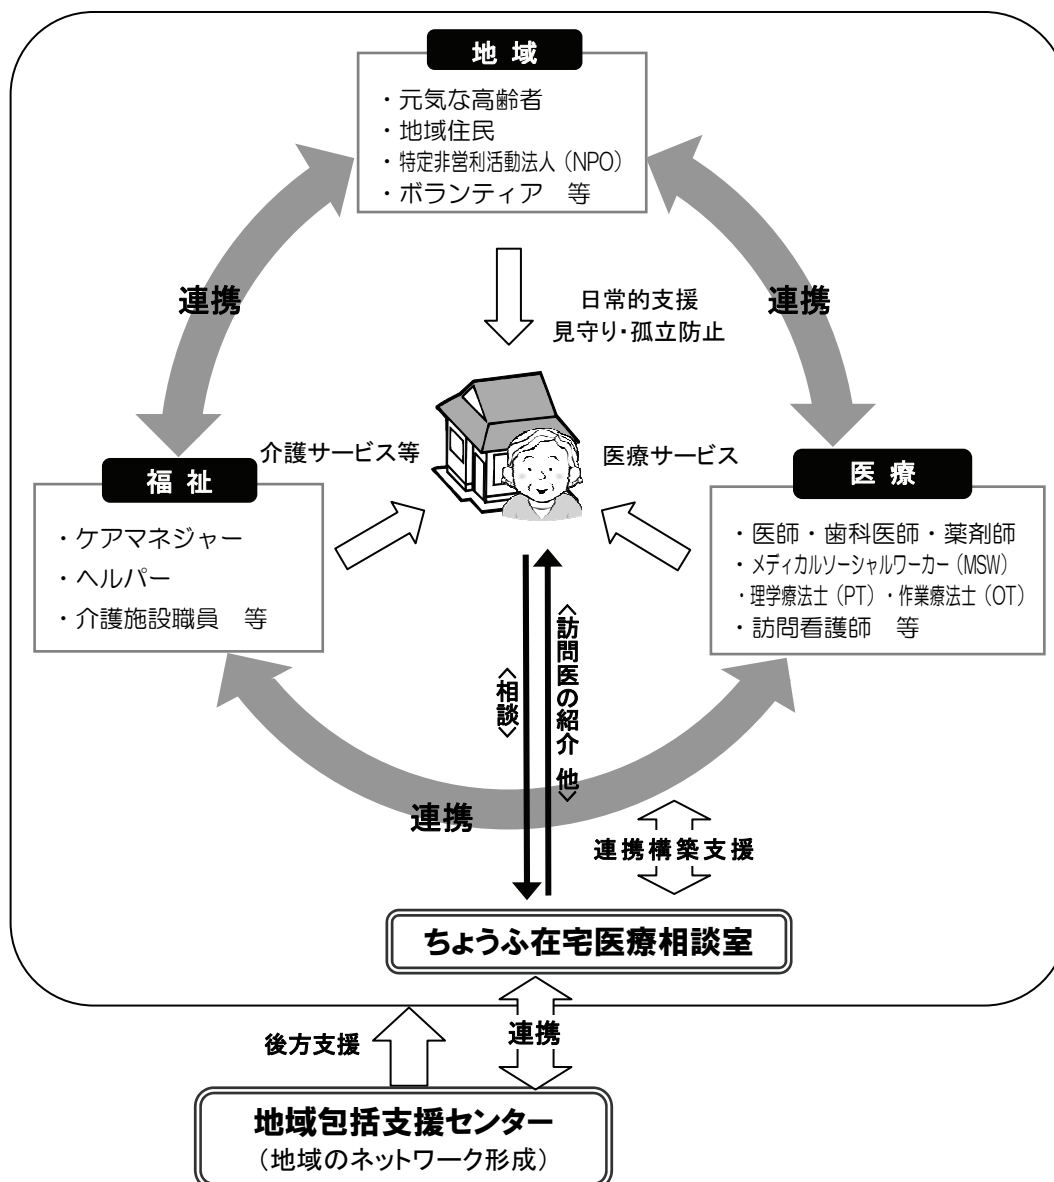 地域
・元気な高齢者
・地域住民
・特定非営利活動法人（NPO）
・ボランティア　等
連携
連携
日常的支援
見守り・孤立防止
介護サービス等
医療サービス
福祉
・ケアマネジャー
・ヘルパー
・介護施設職員　等
医療
・医師・歯科医師・薬剤師
・メディカルソーシャルワーカー（MSW）
・理学療法士（PT）・作業療法士（OT）
・訪問看護師　等
〈相談〉
〈訪問医の紹介 他〉
連携
連携構築支援
ちょうふ在宅医療相談室
後方支援
連携
地域包括支援センター
（地域のネットワーク形成）